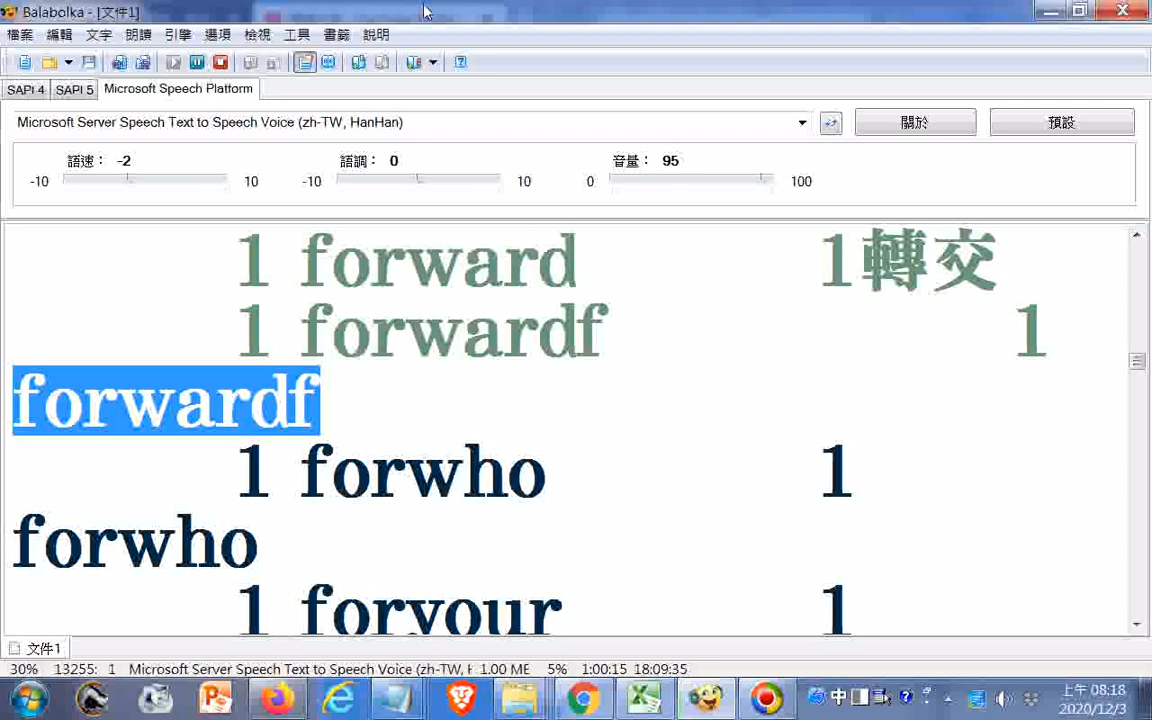 Balabolka - [文件1]
檔案 編輯 文字 朗讀 引擎 選項 檢視 工具 書籤 說明
SAPI 4 SAPI 5 Microsoft Speech Platform
Microsoft Server Speech Text to Speech Voice (zh-TW, HanHan) 關於 預設
語速： -2 語調： 0 音量： 95
-10 10 -10 10 0 100
1 forward 1轉交
1 forwardf 1
forwardf
1 forwho 1
forwho
1 foryour 1
文件1
30% 13255: 1 Microsoft Server Speech Text to Speech Voice (zh-TW, H 1.00 ME 5% 1:00:15 18:09:35
中 上午 08:18
2020/12/3